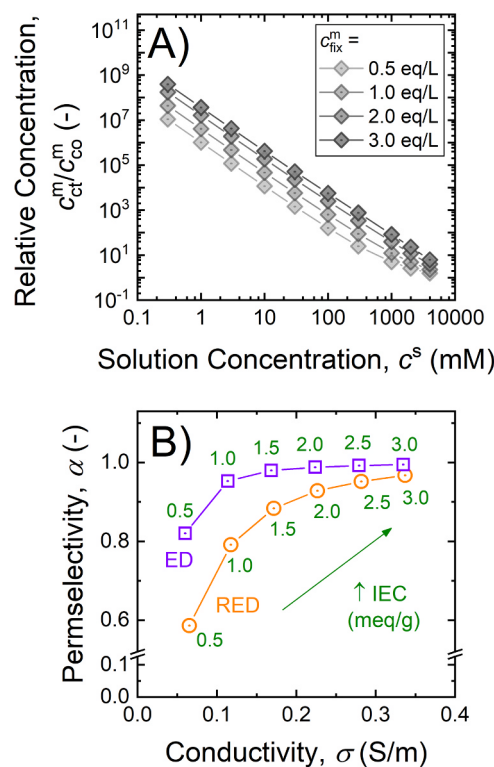 A)
c_fix^m =
0.5 eq/L
1.0 eq/L
2.0 eq/L
3.0 eq/L
Relative Concentration,
c_ct^m/c_co^m (-)
10^11
10^9
10^7
10^5
10^3
10^1
10^-1
0.1 1 10 100 1000 10000
Solution Concentration, c^s (mM)
B)
Permselectivity, α (-)
1.0
0.8
0.6
0.1
0.0
0.5 1.0 1.5 2.0 2.5 3.0
ED
RED
0.5 1.0 1.5 2.0 2.5 3.0
↑ IEC
(meq/g)
0.0 0.1 0.2 0.3 0.4
Conductivity, σ (S/m)